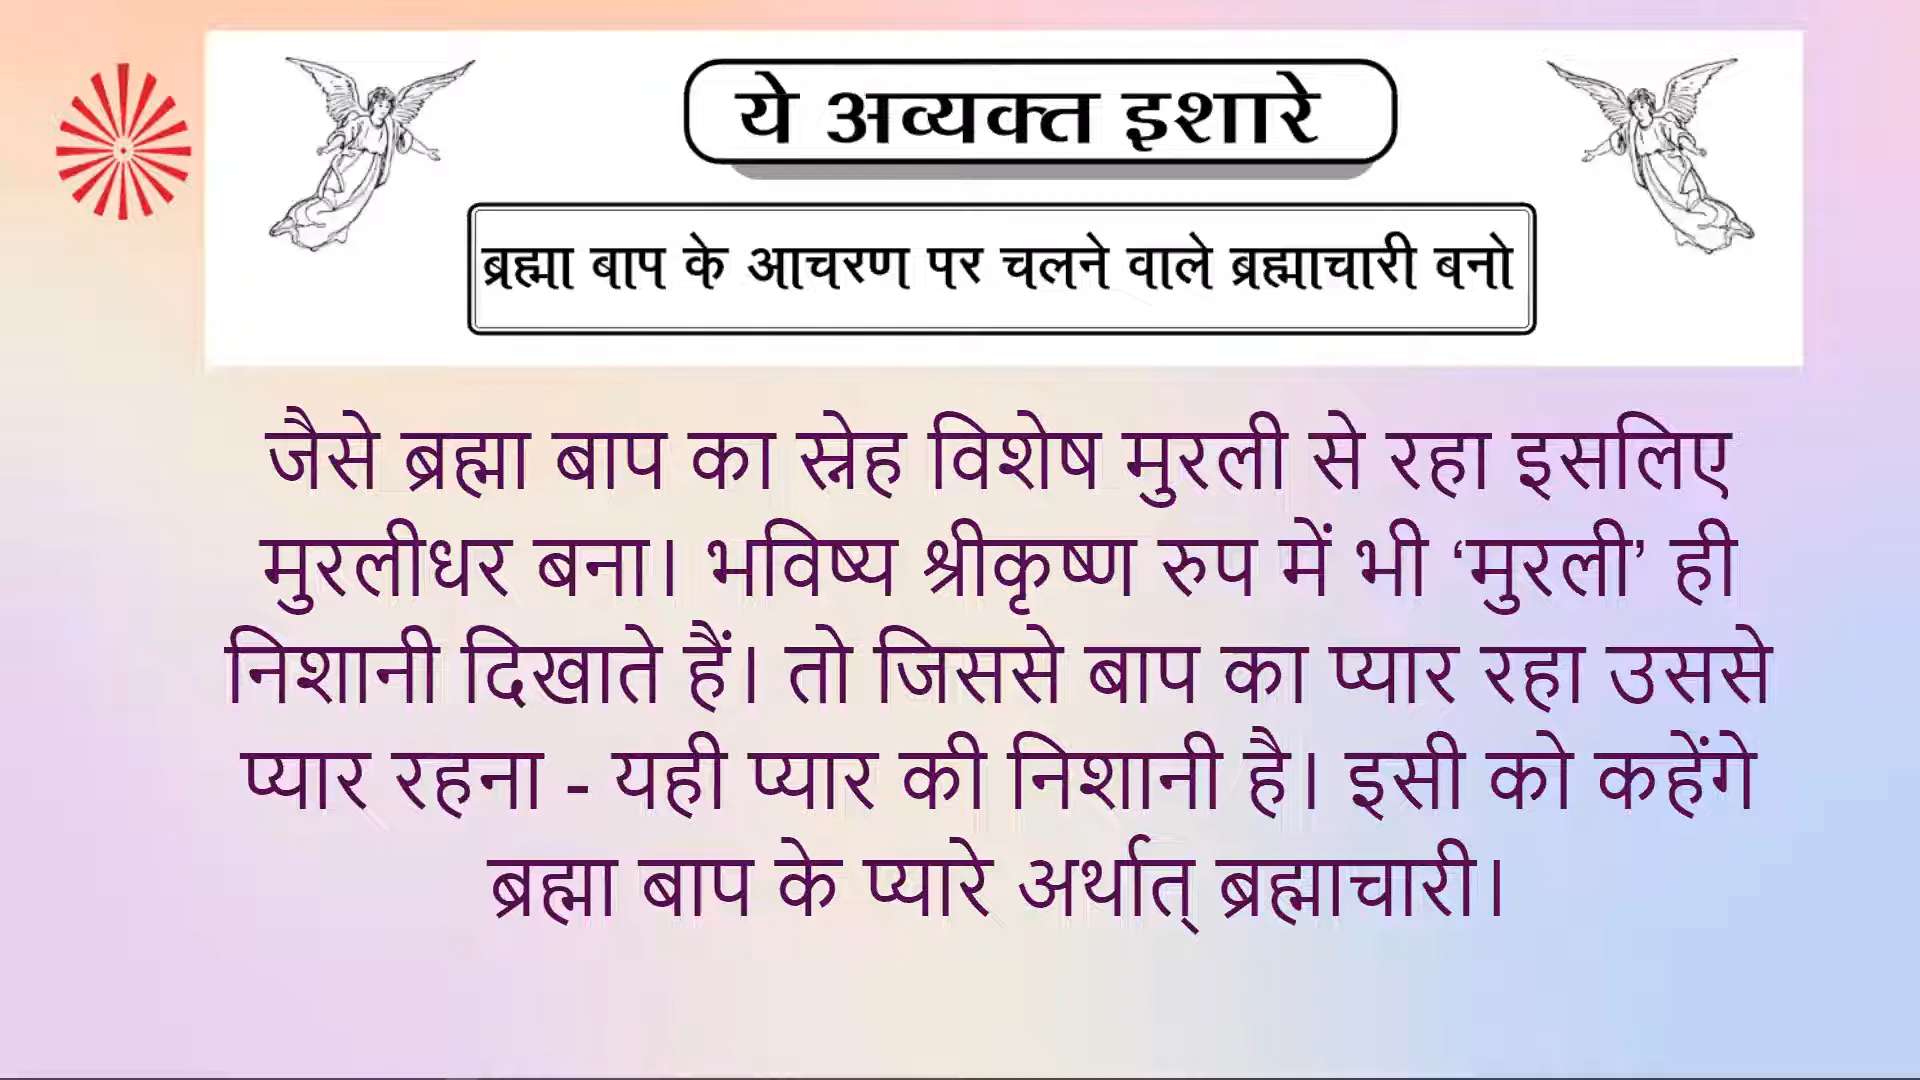 ये अव्यक्त इशारे
ब्रह्मा बाप के आचरण पर चलने वाले ब्रह्माचारी बनो
जैसे ब्रह्मा बाप का स्नेह विशेष मुरली से रहा इसलिए
मुरलीधर बना। भविष्य श्रीकृष्ण रुप में भी ‘मुरली’ ही
निशानी दिखाते हैं। तो जिससे बाप का प्यार रहा उससे
प्यार रहना - यही प्यार की निशानी है। इसी को कहेंगे
ब्रह्मा बाप के प्यारे अर्थात् ब्रह्माचारी।